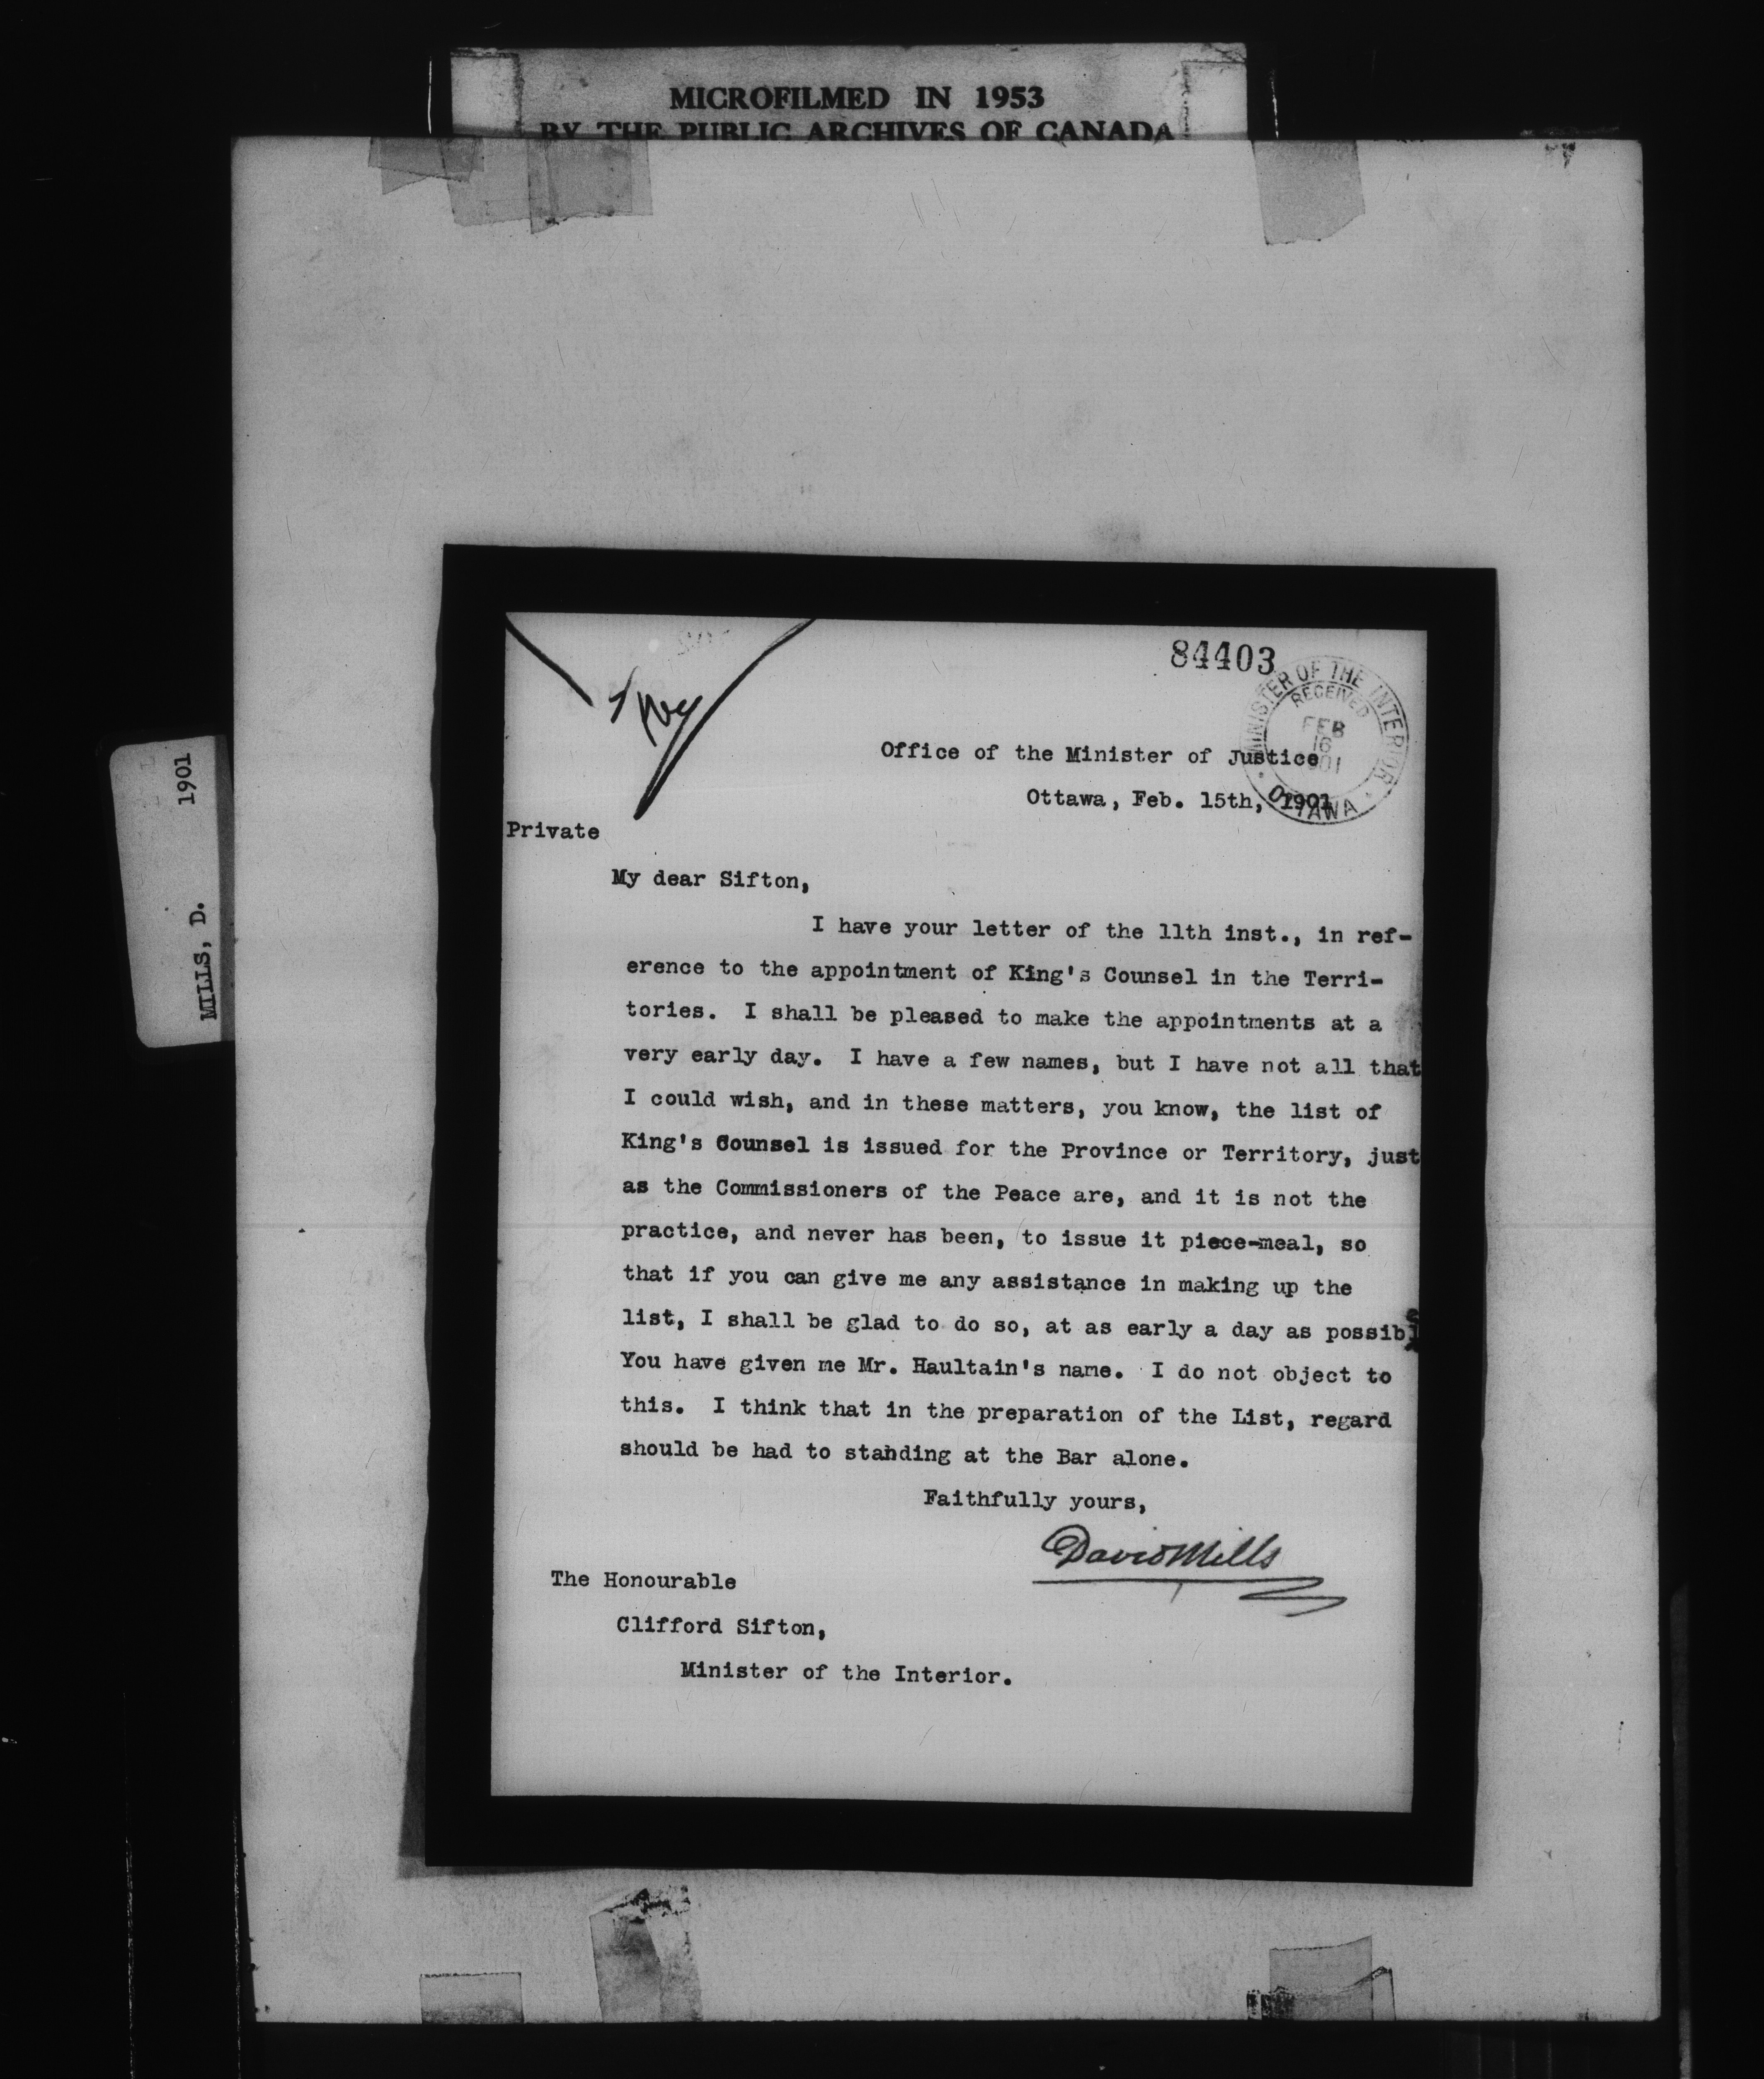 MICROFILMED IN 1953
BY THE PUBLIC ARCHIVES OF CANADA
MILLS, D. 1901
84403
MINISTER OF THE INTERIOR
RECEIVED
FEB
16
1901
OTTAWA
Office of the Minister of Justice
Ottawa, Feb. 15th, 1901
Private
My dear Sifton,
I have your letter of the 11th inst., in ref-
erence to the appointment of King's Counsel in the Terri-
tories. I shall be pleased to make the appointments at a
very early day. I have a few names, but I have not all that
I could wish, and in these matters, you know, the list of
King's Counsel is issued for the Province or Territory, just
as the Commissioners of the Peace are, and it is not the
practice, and never has been, to issue it piece-meal, so
that if you can give me any assistance in making up the
list, I shall be glad to do so, at as early a day as possible
You have given me Mr. Haultain's name. I do not object to
this. I think that in the preparation of the List, regard
should be had to standing at the Bar alone.
Faithfully yours,
David Mills
The Honourable
Clifford Sifton,
Minister of the Interior.